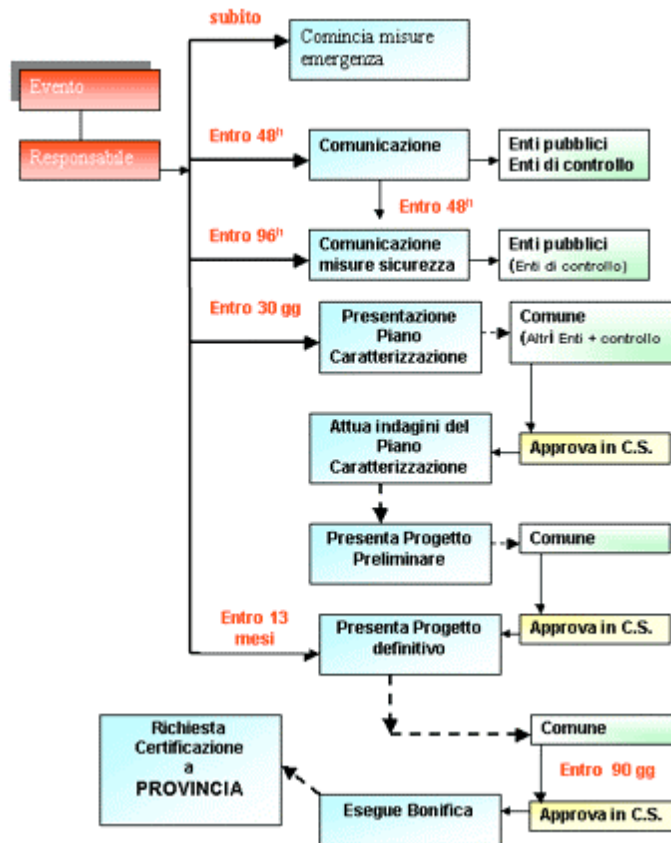 subito
Comincia misure
emergenza
Evento
Responsabile
Entro 48h
Comunicazione
Enti pubblici
Enti di controllo
Entro 48h
Entro 96h
Comunicazione
misure sicurezza
Enti pubblici
(Enti di controllo)
Entro 30 gg
Presentazione
Piano
Caratterizzazione
Comune
(Altri Enti + controllo
Attua indagini del
Piano
Caratterizzazione
Approva in C.S.
Presenta Progetto
Preliminare
Comune
Entro 13
mesi
Presenta Progetto
definitivo
Approva in C.S.
Richiesta
Certificazione
a
PROVINCIA
Comune
Entro 90 gg
Esegue Bonifica
Approva in C.S.